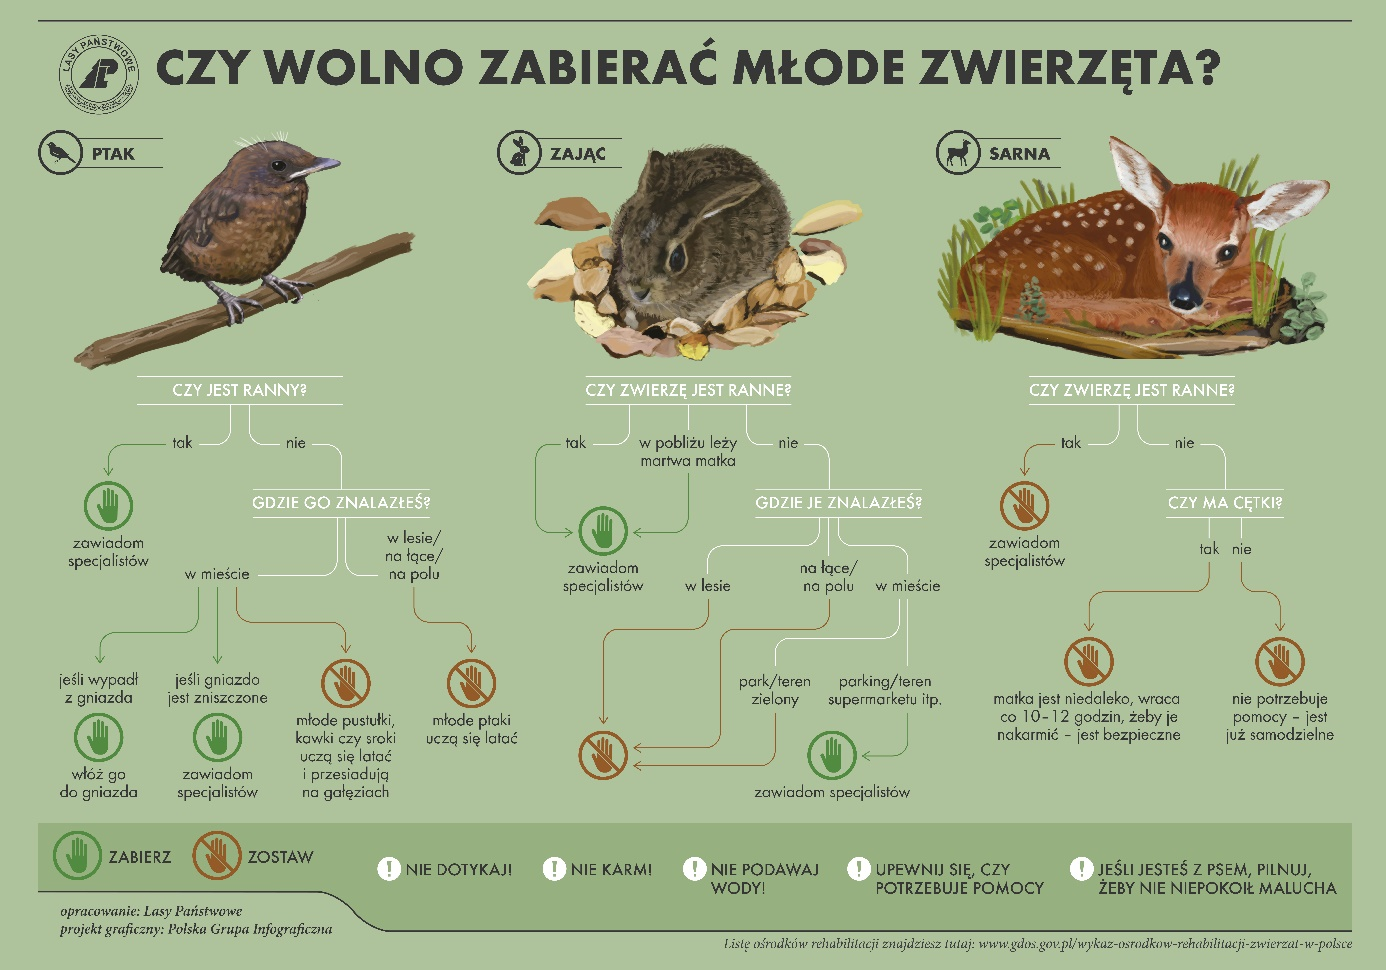 LASY PAŃSTWOWE
CZY WOLNO ZABIERAĆ MŁODE ZWIERZĘTA?
PTAK
CZY JEST RANNY?
tak
nie
zawiadom
specjalistów
GDZIE GO ZNALAZŁEŚ?
w mieście
w lesie/
na łące/
na polu
jeśli wypadł
z gniazda
włóż go
do gniazda
jeśli gniazdo
jest zniszczone
zawiadom
specjalistów
młode pustułki,
kawki czy sroki
uczą się latać
i przesiadują
na gałęziach
młode ptaki
uczą się latać
ZAJĄC
CZY ZWIERZĘ JEST RANNE?
tak
w pobliżu leży
martwa matka
nie
zawiadom
specjalistów
GDZIE JE ZNALAZŁEŚ?
w lesie
na łące/
na polu
w mieście
park/teren
zielony
parking/teren
supermarketu itp.
zawiadom specjalistów
SARNA
CZY ZWIERZĘ JEST RANNE?
tak
nie
zawiadom
specjalistów
CZY MA CĘTKI?
tak
nie
matka jest niedaleko, wraca
co 10–12 godzin, żeby je
nakarmić – jest bezpieczne
nie potrzebuje
pomocy – jest
już samodzielne
ZABIERZ
ZOSTAW
! NIE DOTYKAJ!
! NIE KARM!
! NIE PODAWAJ
WODY!
! UPEWNIJ SIĘ, CZY
POTRZEBUJE POMOCY
! JEŚLI JESTEŚ Z PSEM, PILNUJ,
ŻEBY NIE NIEPOKOIŁ MALUCHA
opracowanie: Lasy Państwowe
projekt graficzny: Polska Grupa Infograficzna
Listę ośrodków rehabilitacji znajdziesz tutaj: www.gdos.gov.pl/wykaz-osrodkow-rehabilitacji-zwierzat-w-polsce